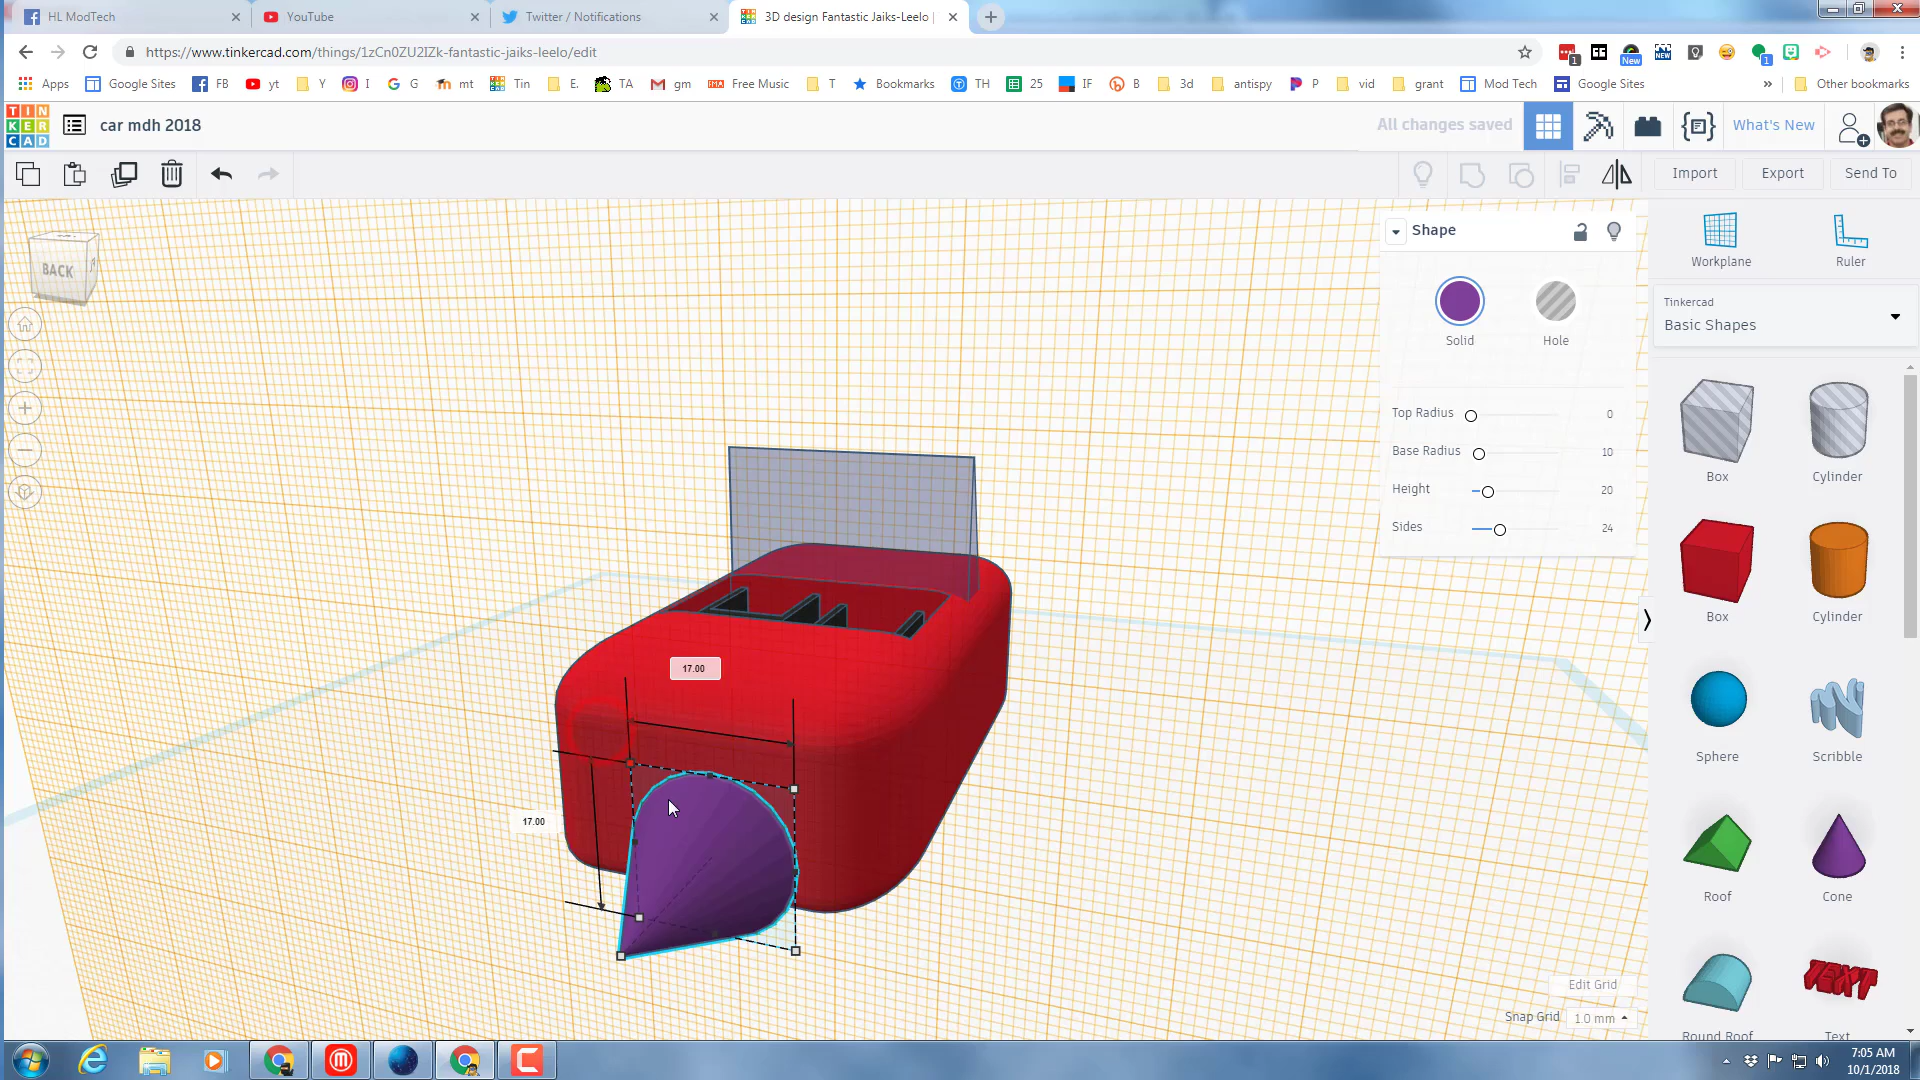 HL ModTech
YouTube
Twitter / Notifications
3D design Fantastic Jaiks-Leelo |
https://www.tinkercad.com/things/1zCn0ZU2IZk-fantastic-jaiks-leelo/edit
1
New
NEW
1
Apps
Google Sites
FB
yt
Y
I
G
mt
Tin
E.
TA
gm
Free Music
T
Bookmarks
TH
25
IF
B
3d
antispy
P
vid
grant
Mod Tech
Google Sites
»
Other bookmarks
TIN
KER
CAD
car mdh 2018
All changes saved
What's New
Import
Export
Send To
BACK
Shape
Solid
Hole
Top Radius
0
Base Radius
10
Height
20
Sides
24
Workplane
Ruler
Tinkercad
Basic Shapes
Box
Cylinder
Box
Cylinder
Sphere
Scribble
Roof
Cone
TEXT
Round Roof
Text
17.00
17.00
Edit Grid
Snap Grid
1.0 mm
7:05 AM
10/1/2018